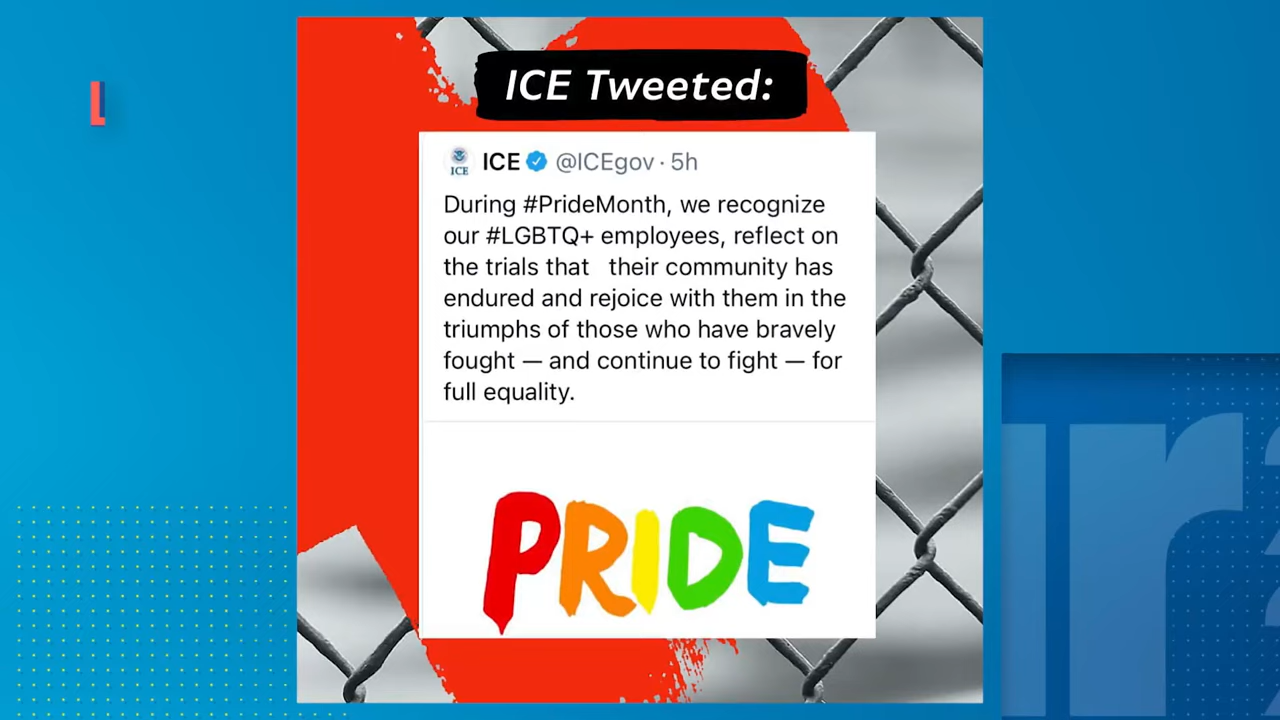 L
ICE Tweeted:
ICE @ICEgov · 5h
ICE
During #PrideMonth, we recognize
our #LGBTQ+ employees, reflect on
the trials that   their community has
endured and rejoice with them in the
triumphs of those who have bravely
fought — and continue to fight — for
full equality.
PRIDE